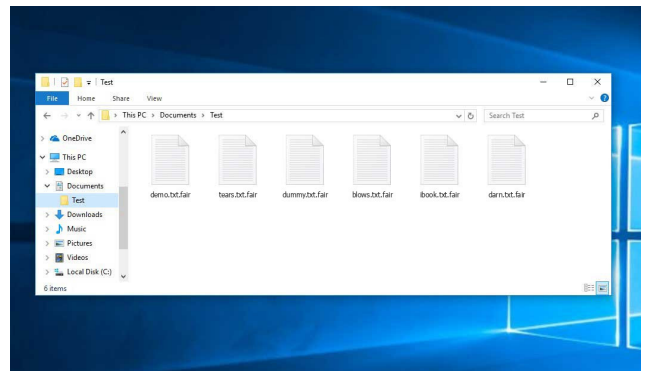 Test
File Home Share View
This PC > Documents > Test
Search Test
OneDrive
This PC
Desktop
Documents
Test
Downloads
Music
Pictures
Videos
Local Disk (C:)
demo.txt.fair tears.txt.fair dummy.txt.fair blows.txt.fair ibook.txt.fair darn.txt.fair
6 items